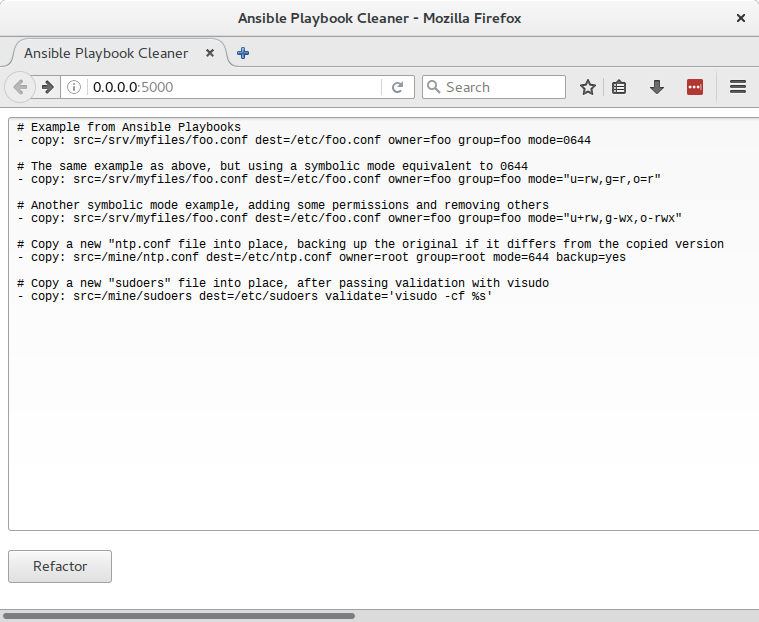 Ansible Playbook Cleaner - Mozilla Firefox
Ansible Playbook Cleaner
0.0.0.0:5000
Search
# Example from Ansible Playbooks
- copy: src=/srv/myfiles/foo.conf dest=/etc/foo.conf owner=foo group=foo mode=0644
# The same example as above, but using a symbolic mode equivalent to 0644
- copy: src=/srv/myfiles/foo.conf dest=/etc/foo.conf owner=foo group=foo mode="u=rw,g=r,o=r"
# Another symbolic mode example, adding some permissions and removing others
- copy: src=/srv/myfiles/foo.conf dest=/etc/foo.conf owner=foo group=foo mode="u+rw,g-wx,o-rwx"
# Copy a new "ntp.conf file into place, backing up the original if it differs from the copied version
- copy: src=/mine/ntp.conf dest=/etc/ntp.conf owner=root group=root mode=644 backup=yes
# Copy a new "sudoers" file into place, after passing validation with visudo
- copy: src=/mine/sudoers dest=/etc/sudoers validate='visudo -cf %s'
Refactor